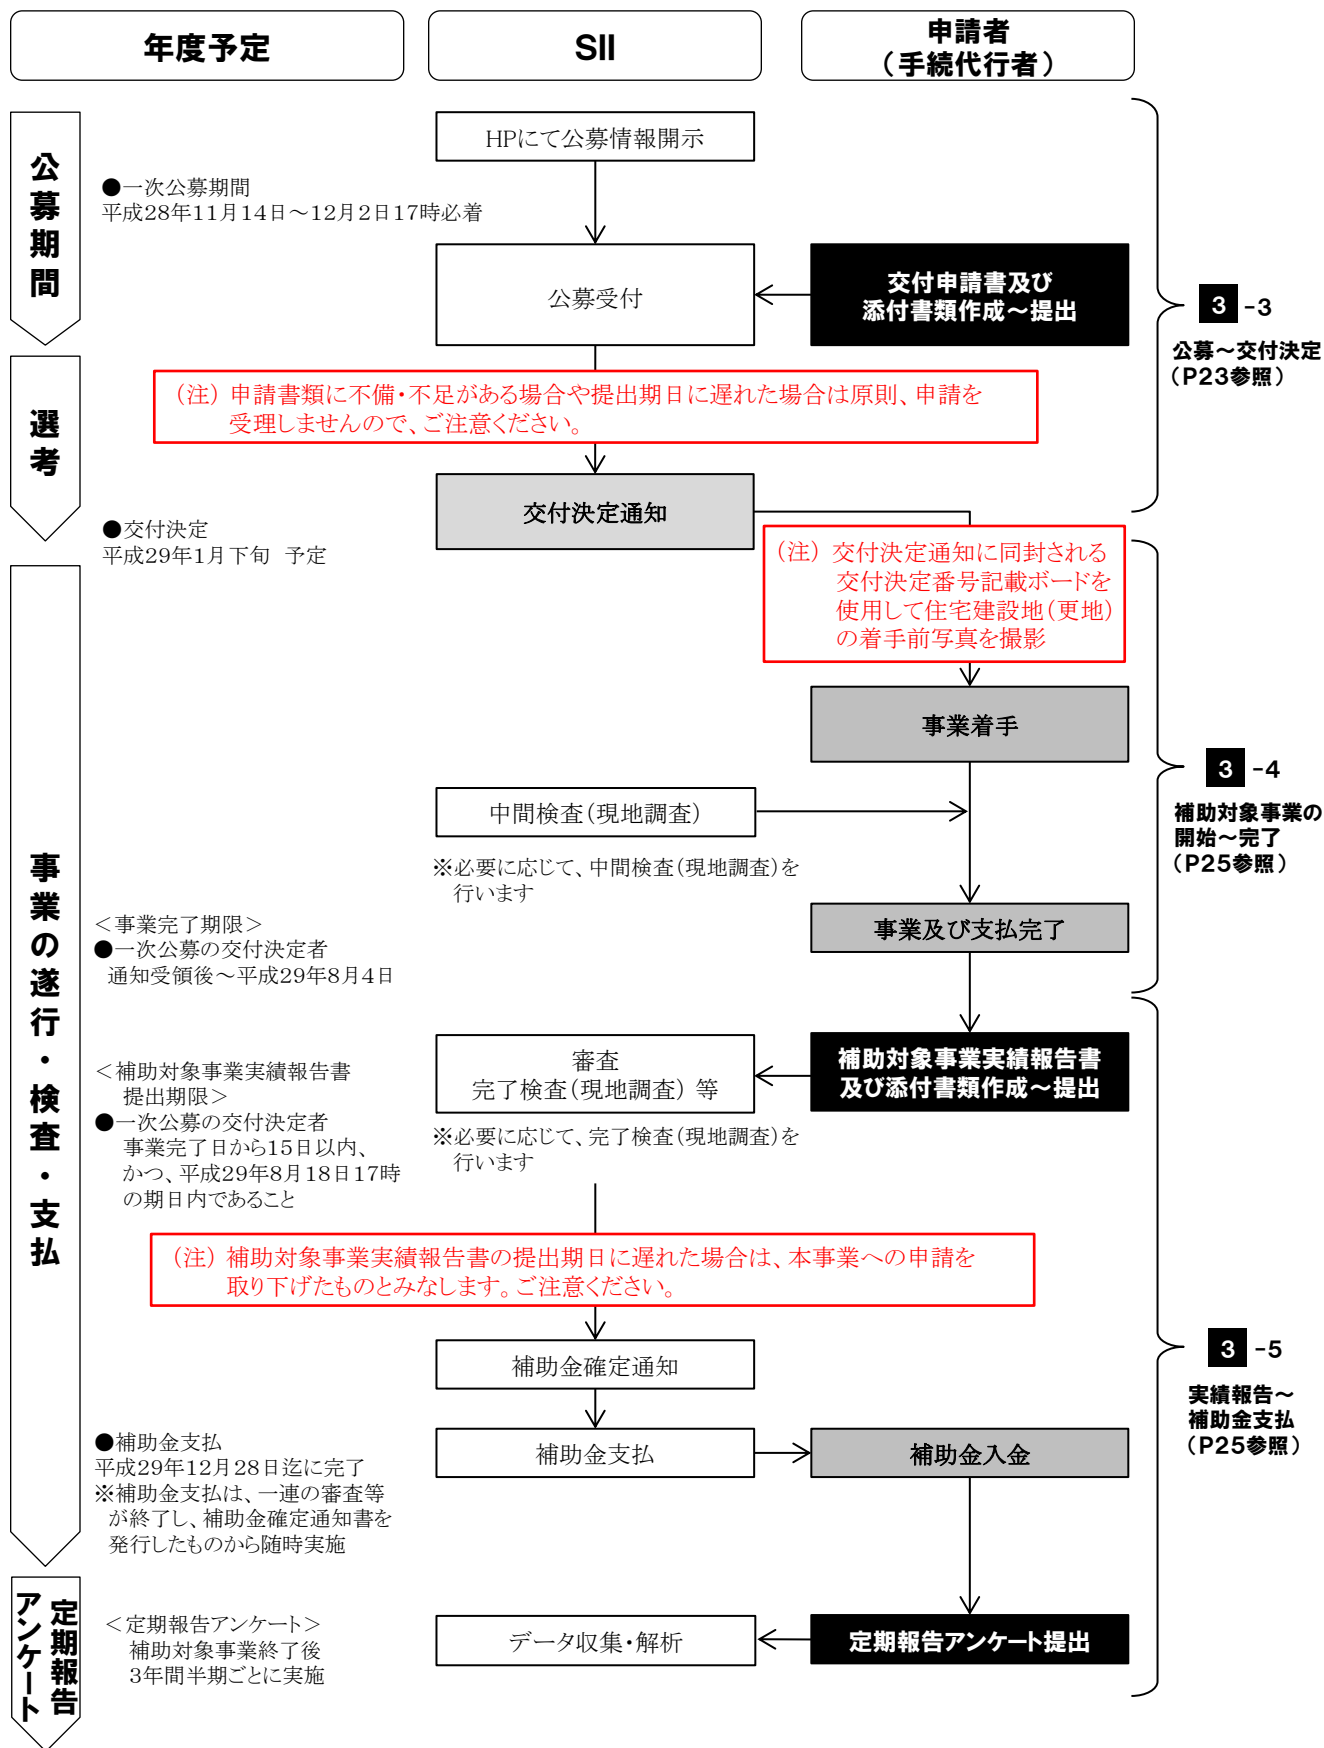 年度予定
SII
申請者
(手続代行者)
公募期間
HPにて公募情報開示
●一次公募期間
平成28年11月14日～12月2日17時必着
公募受付
交付申請書及び
添付書類作成～提出
3 -3
公募～交付決定
(P23参照)
選考
(注) 申請書類に不備・不足がある場合や提出期日に遅れた場合は原則、申請を
受理しませんので、ご注意ください。
交付決定通知
●交付決定
平成29年1月下旬 予定
(注) 交付決定通知に同封される
交付決定番号記載ボードを
使用して住宅建設地(更地)
の着手前写真を撮影
事業の遂行・検査・支払
事業着手
3 -4
補助対象事業の
開始～完了
(P25参照)
中間検査(現地調査)
※必要に応じて、中間検査(現地調査)を
行います
＜事業完了期限＞
●一次公募の交付決定者
通知受領後～平成29年8月4日
事業及び支払完了
＜補助対象事業実績報告書
提出期限＞
●一次公募の交付決定者
事業完了日から15日以内、
かつ、平成29年8月18日17時
の期日内であること
審査
完了検査(現地調査) 等
※必要に応じて、完了検査(現地調査)を
行います
補助対象事業実績報告書
及び添付書類作成～提出
(注) 補助対象事業実績報告書の提出期日に遅れた場合は、本事業への申請を
取り下げたものとみなします。ご注意ください。
補助金確定通知
3 -5
実績報告～
補助金支払
(P25参照)
●補助金支払
平成29年12月28日迄に完了
※補助金支払は、一連の審査等
が終了し、補助金確定通知書を
発行したものから随時実施
補助金支払
補助金入金
定期報告
アンケート
＜定期報告アンケート＞
補助対象事業終了後
3年間半期ごとに実施
データ収集・解析
定期報告アンケート提出